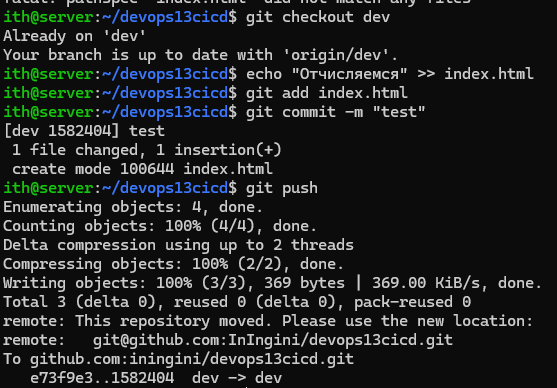 fatal: pathspec 'index.html' did not match any files
ith@server:~/devops13cicd$ git checkout dev
Already on 'dev'
Your branch is up to date with 'origin/dev'.
ith@server:~/devops13cicd$ echo "Отчисляемся" >> index.html
ith@server:~/devops13cicd$ git add index.html
ith@server:~/devops13cicd$ git commit -m "test"
[dev 1582404] test
 1 file changed, 1 insertion(+)
 create mode 100644 index.html
ith@server:~/devops13cicd$ git push
Enumerating objects: 4, done.
Counting objects: 100% (4/4), done.
Delta compression using up to 2 threads
Compressing objects: 100% (2/2), done.
Writing objects: 100% (3/3), 369 bytes | 369.00 KiB/s, done.
Total 3 (delta 0), reused 0 (delta 0), pack-reused 0
remote: This repository moved. Please use the new location:
remote:   git@github.com:InIngini/devops13cicd.git
To github.com:iningini/devops13cicd.git
   e73f9e3..1582404  dev -> dev